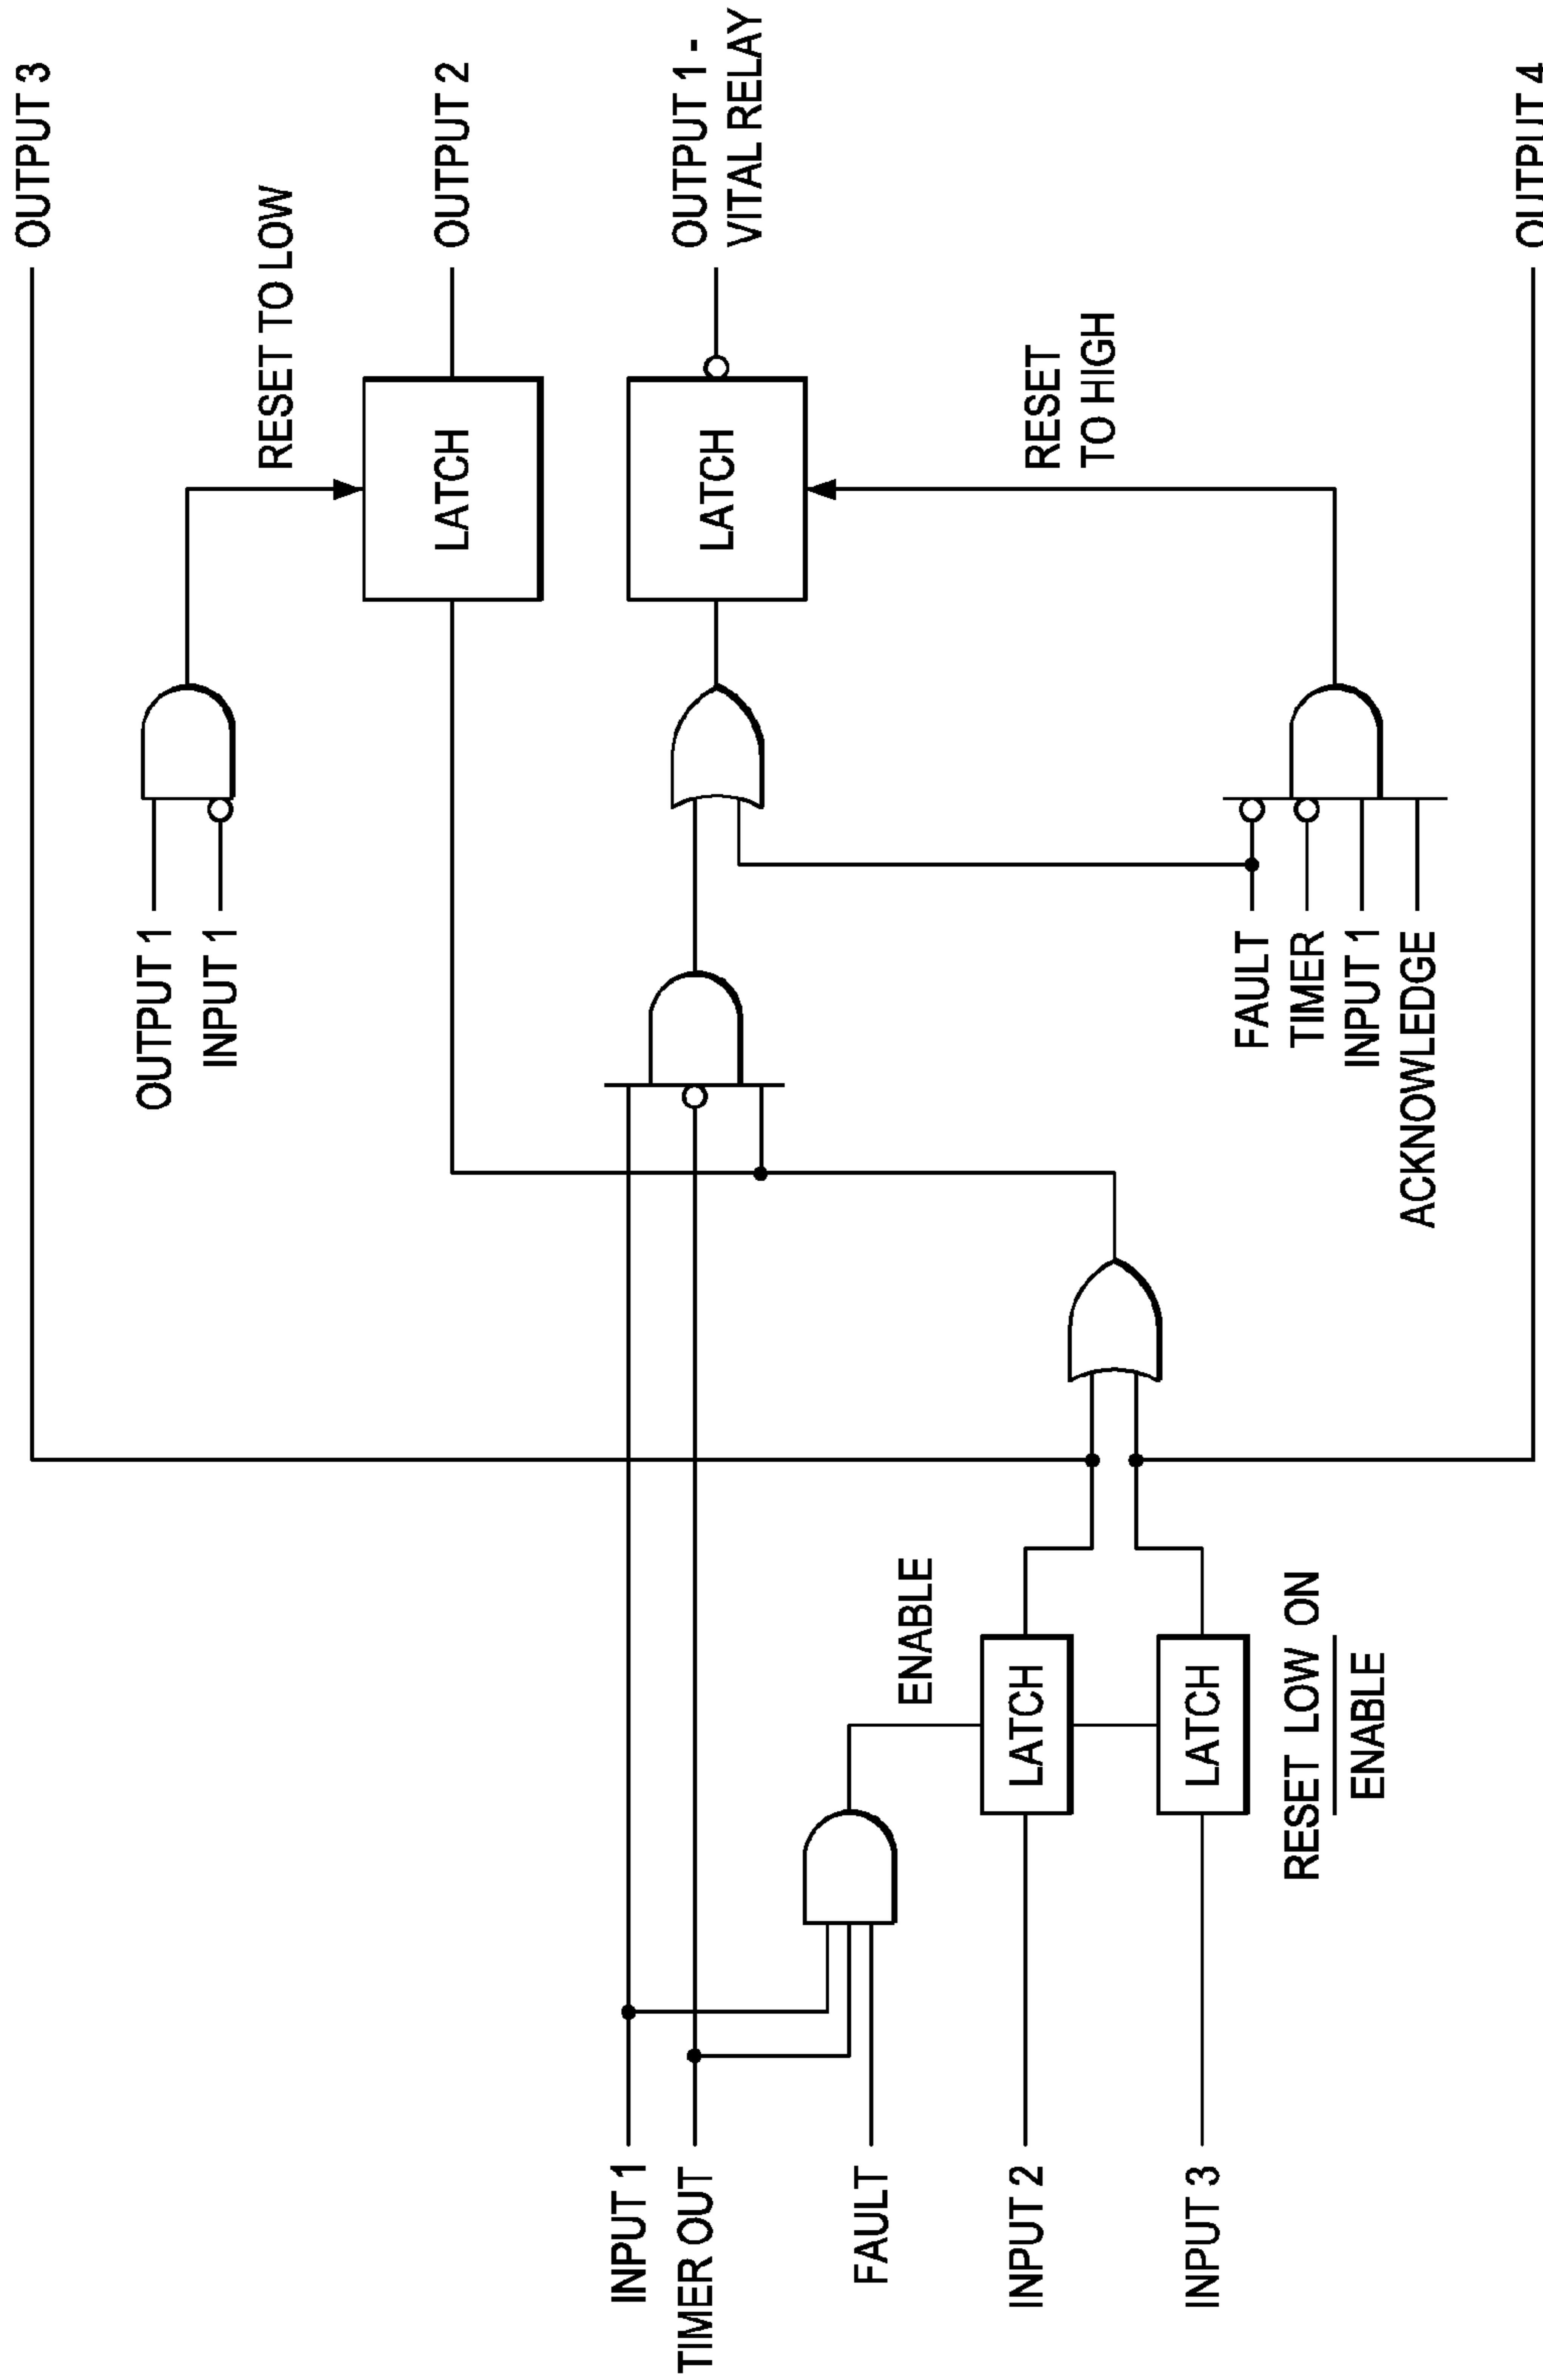 OUTPUT 3
RESET TO LOW
OUTPUT 1
INPUT 1
LATCH
OUTPUT 2
LATCH
OUTPUT 1 -
VITAL RELAY
RESET
TO HIGH
FAULT
TIMER
INPUT 1
ACKNOWLEDGE
INPUT 1
TIMER OUT
FAULT
ENABLE
INPUT 2
LATCH
INPUT 3
LATCH
RESET LOW ON
ENABLE
OUTPUT 4